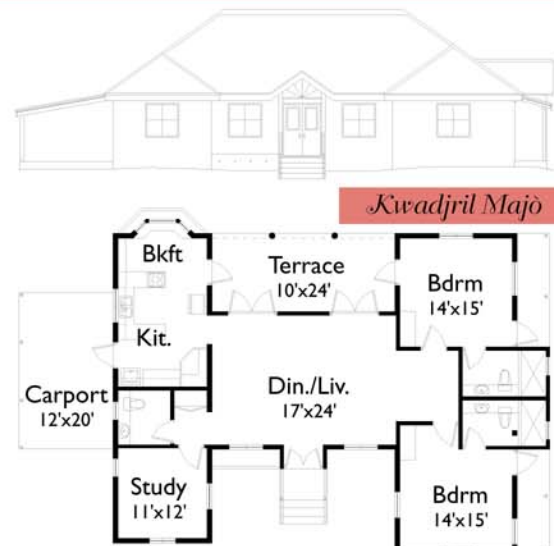 Kwadjril Majò
Bkft
Terrace
10'x24'
Bdrm
14'x15'
Kit.
Carport
12'x20'
Din./Liv.
17'x24'
Study
11'x12'
Bdrm
14'x15'